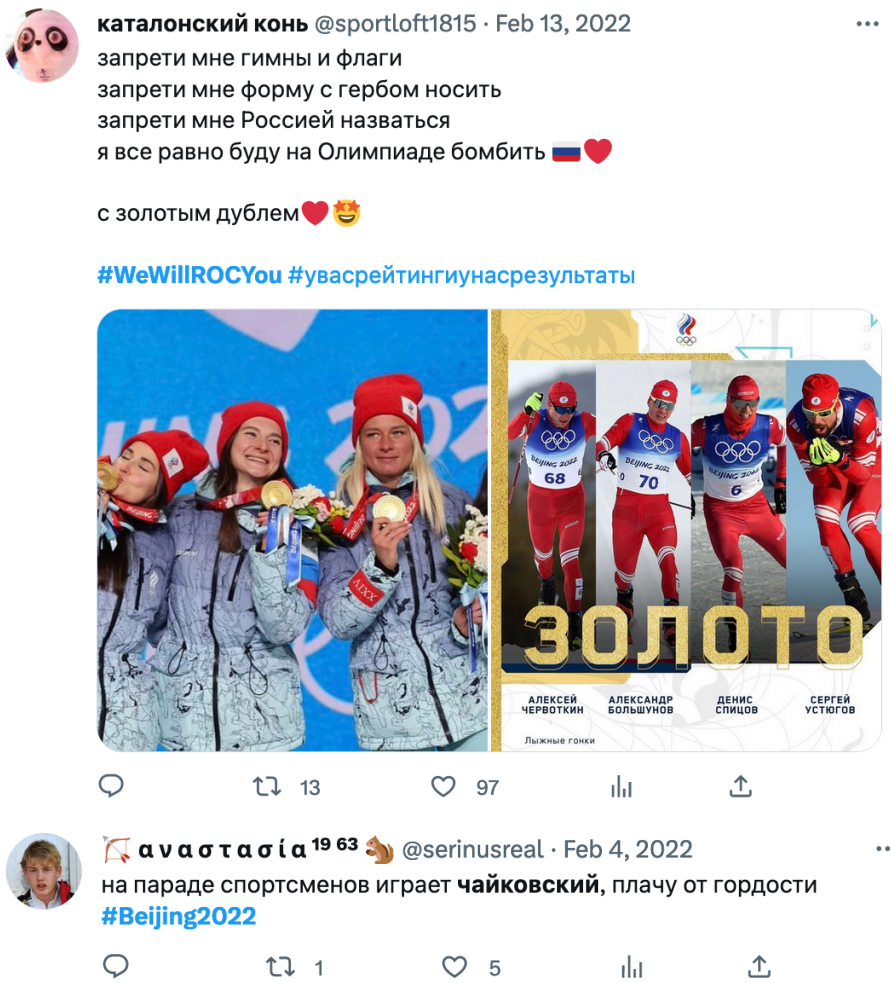 каталонский конь @sportloft1815 · Feb 13, 2022
запрети мне гимны и флаги
запрети мне форму с гербом носить
запрети мне Россией назваться
я все равно буду на Олимпиаде бомбить 🇷🇺❤️
с золотым дублем❤️🤩
#WeWillROCYou #увасрейтингиунасрезультаты
BEIJING 2022
68
BEIJING 2022
70
BEIJING 2022
6
ЗОЛОТО
АЛЕКСЕЙ ЧЕРВОТКИН
АЛЕКСАНДР БОЛЬШУНОВ
ДЕНИС СПИЦОВ
СЕРГЕЙ УСТЮГОВ
Лыжные гонки
13
97
🏹 α ν α σ τ α σ ί α ¹⁹ ⁶³ 🐿 @serinusreal · Feb 4, 2022
на параде спортсменов играет чайковский, плачу от гордости
#Beijing2022
1
5